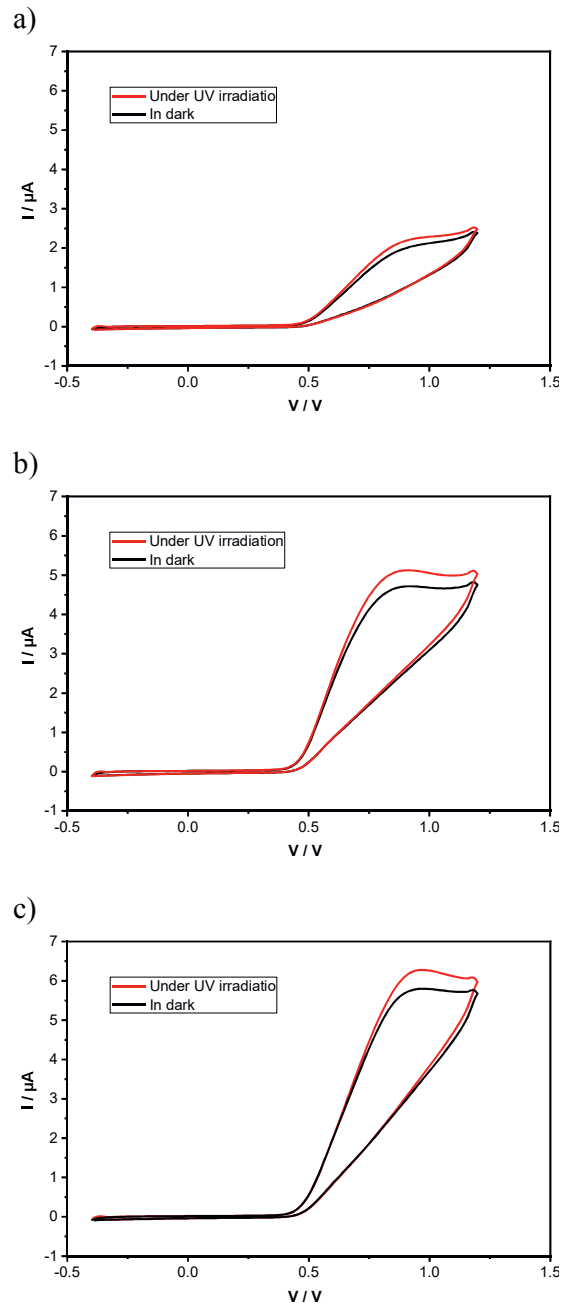 a)
7
6
5
4
3
2
1
0
-1
I / µA
Under UV irradiatio
In dark
-0.5
0.0
0.5
1.0
1.5
V / V
b)
7
6
5
4
3
2
1
0
-1
I / µA
Under UV irradiation
In dark
-0.5
0.0
0.5
1.0
1.5
V / V
c)
7
6
5
4
3
2
1
0
-1
I / µA
Under UV irradiatio
In dark
-0.5
0.0
0.5
1.0
1.5
V / V